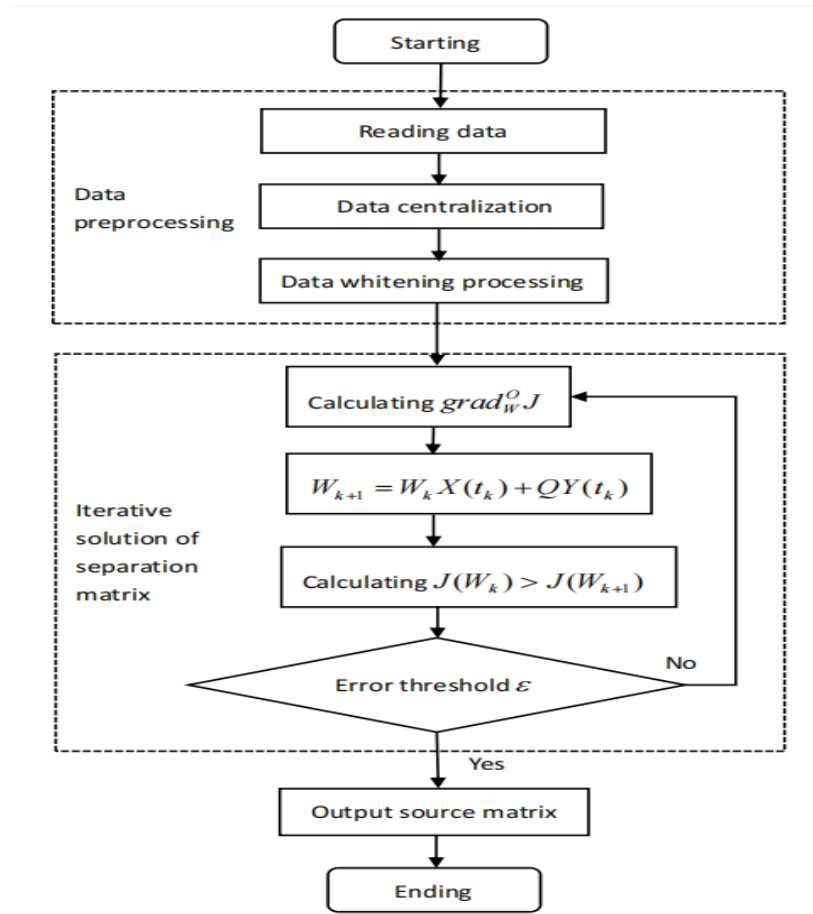 Starting
Reading data
Data
preprocessing
Data centralization
Data whitening processing
Calculating grad_W^O J
W_{k+1} = W_k X(t_k) + QY(t_k)
Iterative
solution of
separation
matrix
Calculating J(W_k) > J(W_{k+1})
No
Error threshold ε
Yes
Output source matrix
Ending